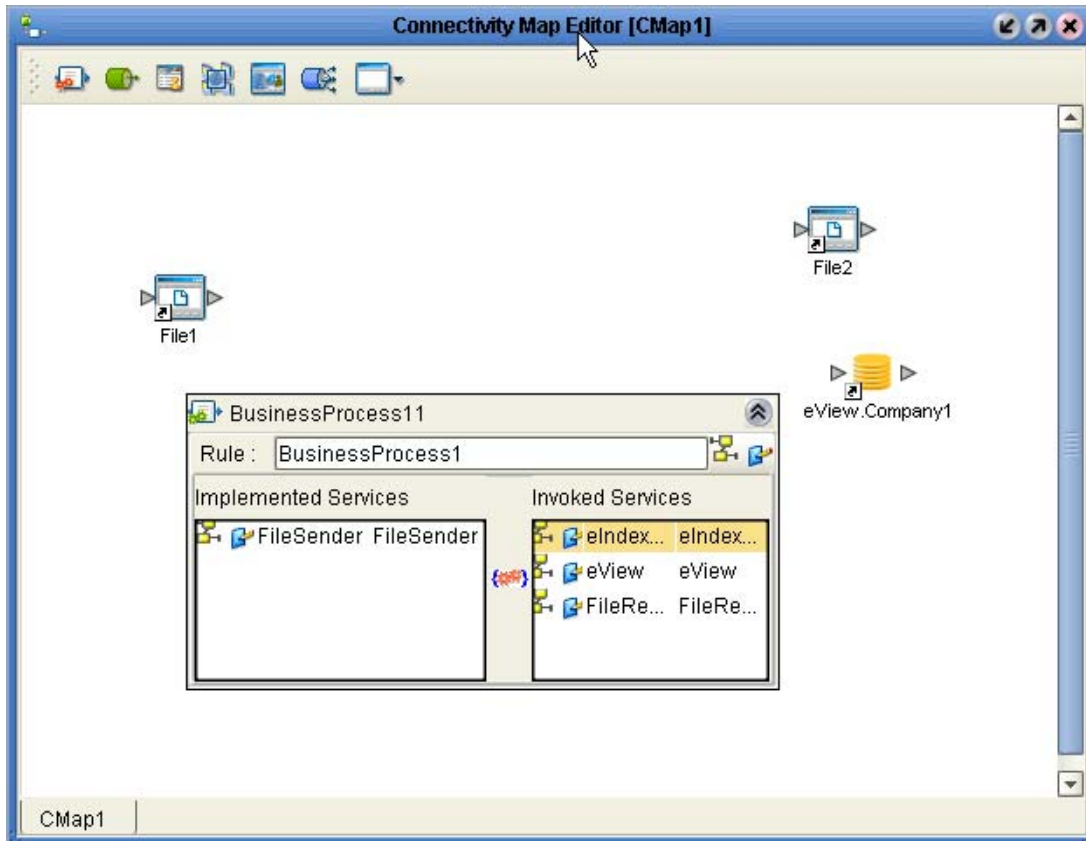 Connectivity Map Editor [CMap1]
File2
File1
eView.Company1
BusinessProcess11
Rule : BusinessProcess1
Implemented Services Invoked Services
FileSender FileSender eIndex... eIndex...
eView eView
FileRe... FileRe...
CMap1